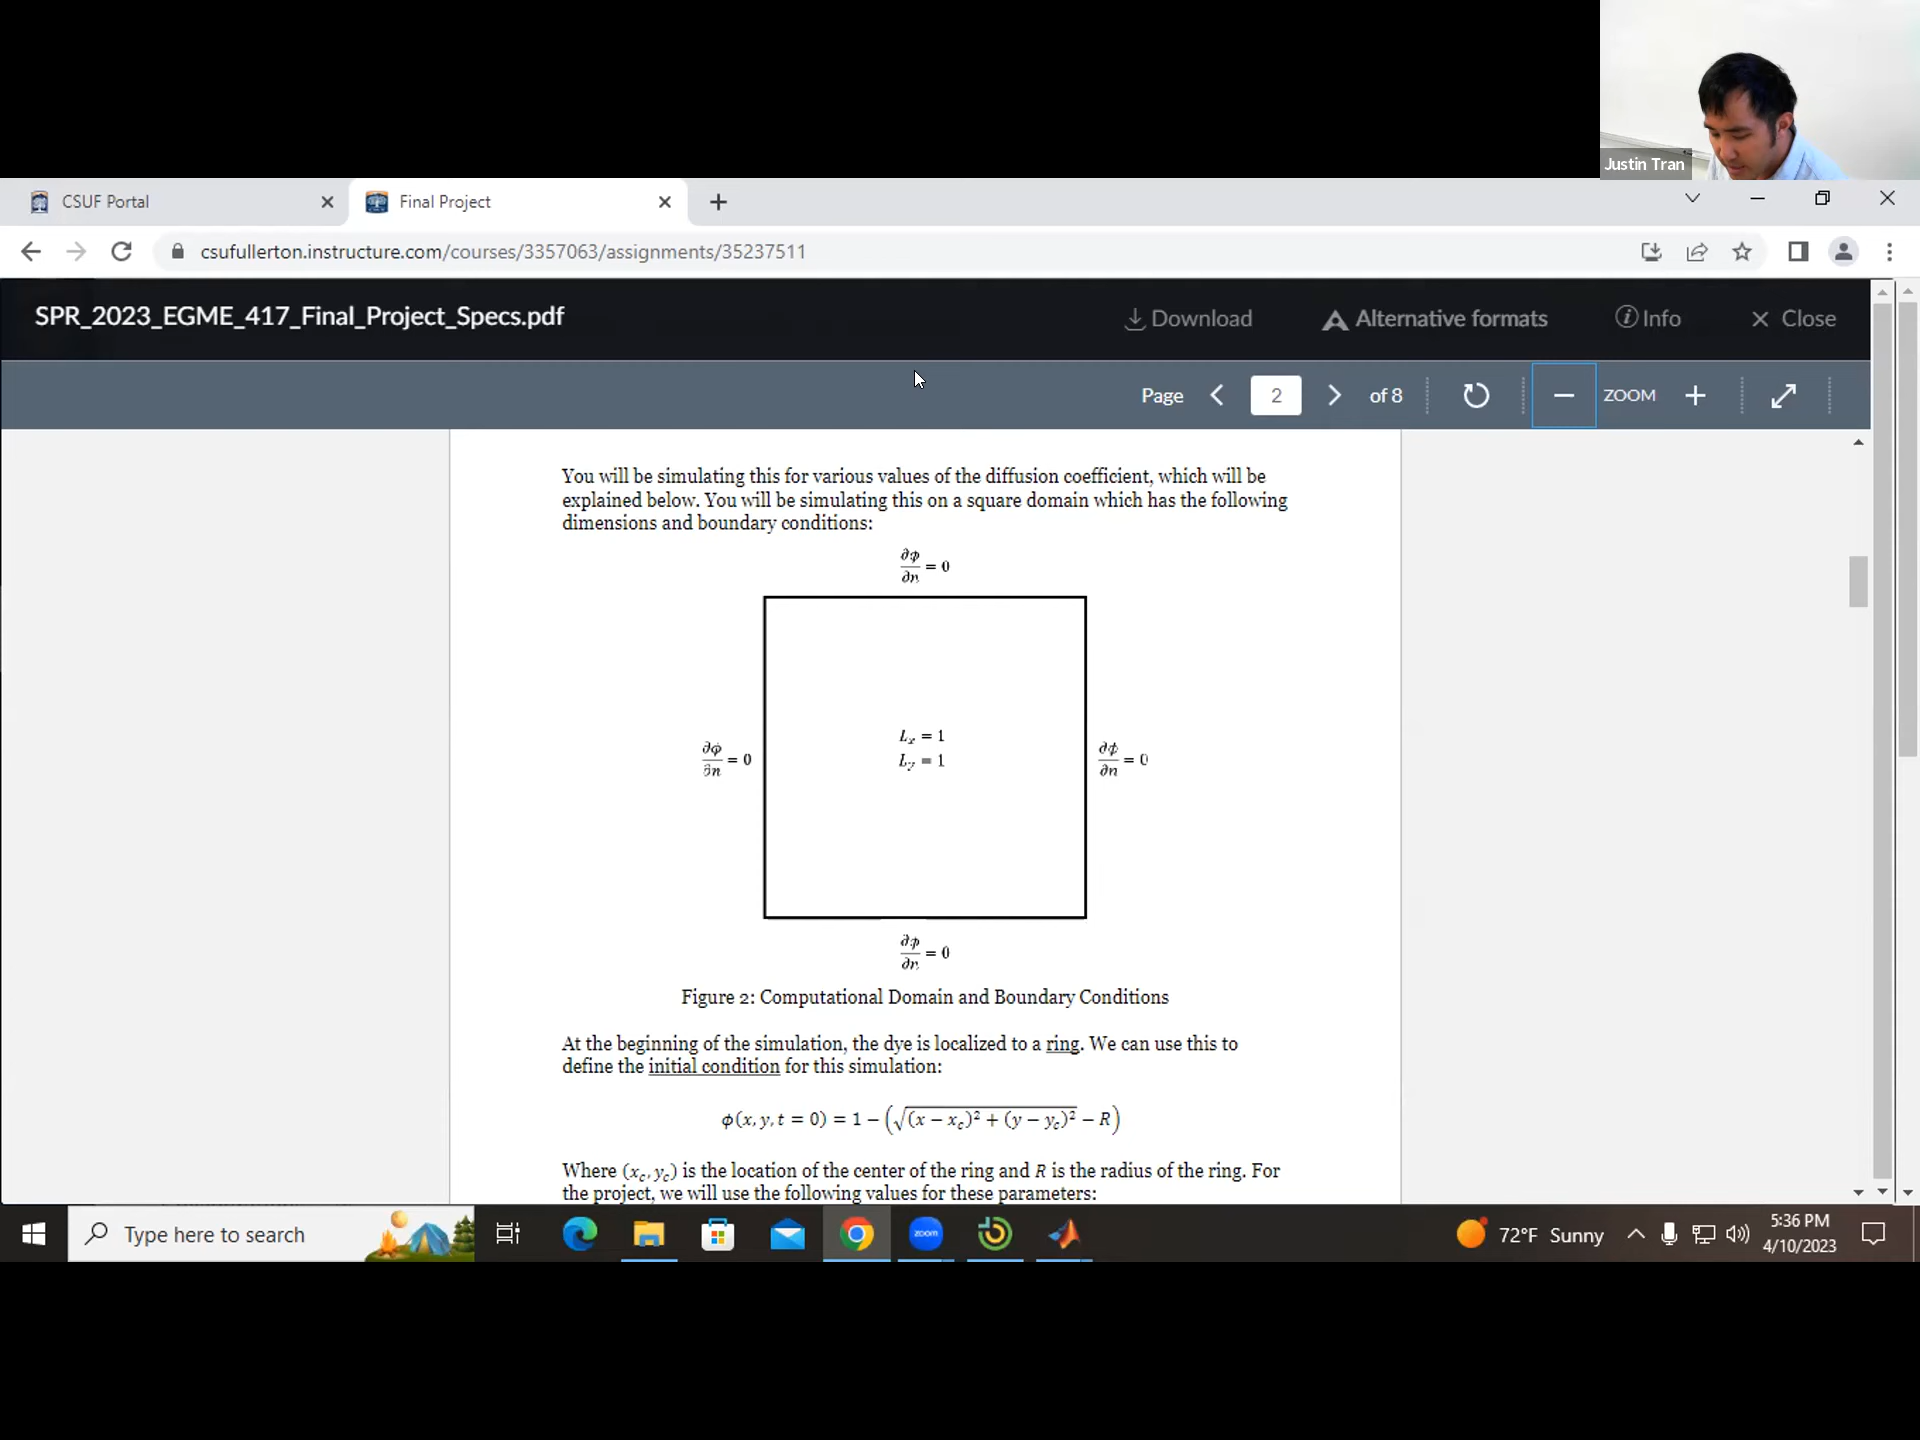 Justin Tran
CSUF Portal
Final Project
csufullerton.instructure.com/courses/3357063/assignments/35237511
SPR_2023_EGME_417_Final_Project_Specs.pdf
Download
Alternative formats
Info
Close
Page
2
of 8
ZOOM
You will be simulating this for various values of the diffusion coefficient, which will be
explained below. You will be simulating this on a square domain which has the following
dimensions and boundary conditions:
∂φ/∂n = 0
L_x = 1
L_y = 1
∂φ/∂n = 0
∂φ/∂n = 0
∂φ/∂n = 0
Figure 2: Computational Domain and Boundary Conditions
At the beginning of the simulation, the dye is localized to a ring. We can use this to
define the initial condition for this simulation:
ϕ(x, y, t = 0) = 1 − (√((x − x_c)² + (y − y_c)²) − R)
Where (x_c, y_c) is the location of the center of the ring and R is the radius of the ring. For
the project, we will use the following values for these parameters:
Type here to search
zoom
72°F Sunny
5:36 PM
4/10/2023